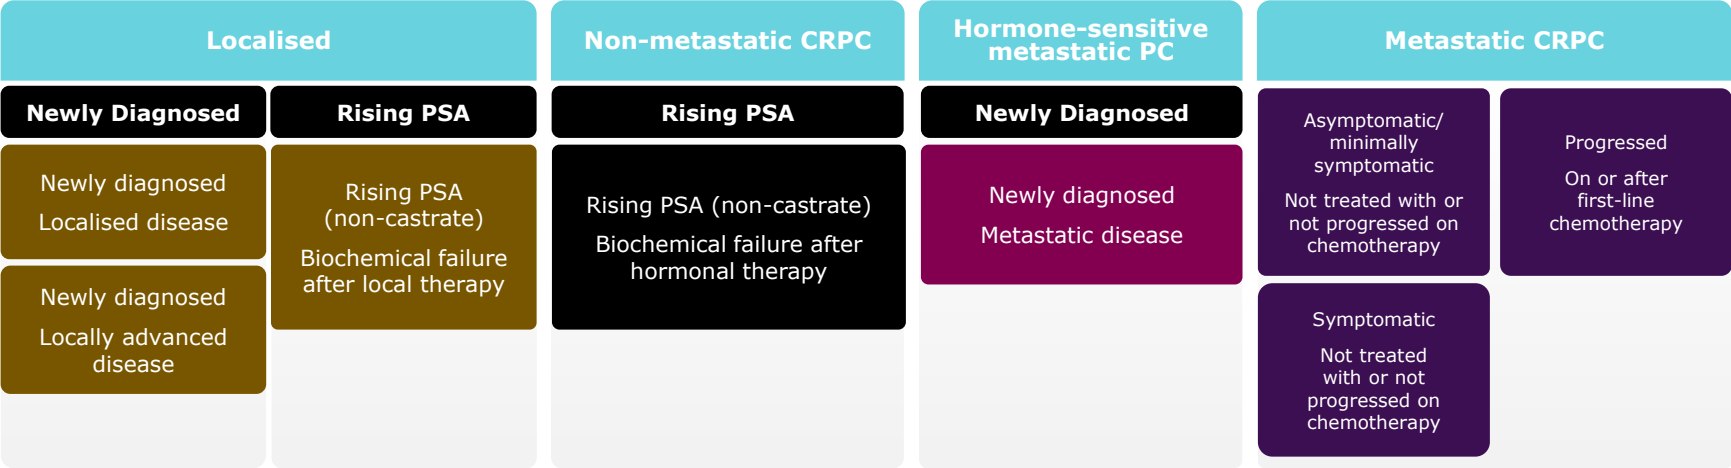 Localised
Newly Diagnosed
Newly diagnosed
Localised disease
Newly diagnosed
Locally advanced
disease
Rising PSA
Rising PSA
(non-castrate)
Biochemical failure
after local therapy
Non-metastatic CRPC
Rising PSA
Rising PSA (non-castrate)
Biochemical failure after
hormonal therapy
Hormone-sensitive
metastatic PC
Newly Diagnosed
Newly diagnosed
Metastatic disease
Metastatic CRPC
Asymptomatic/
minimally
symptomatic
Not treated with or
not progressed on
chemotherapy
Symptomatic
Not treated
with or not
progressed on
chemotherapy
Progressed
On or after
first-line
chemotherapy